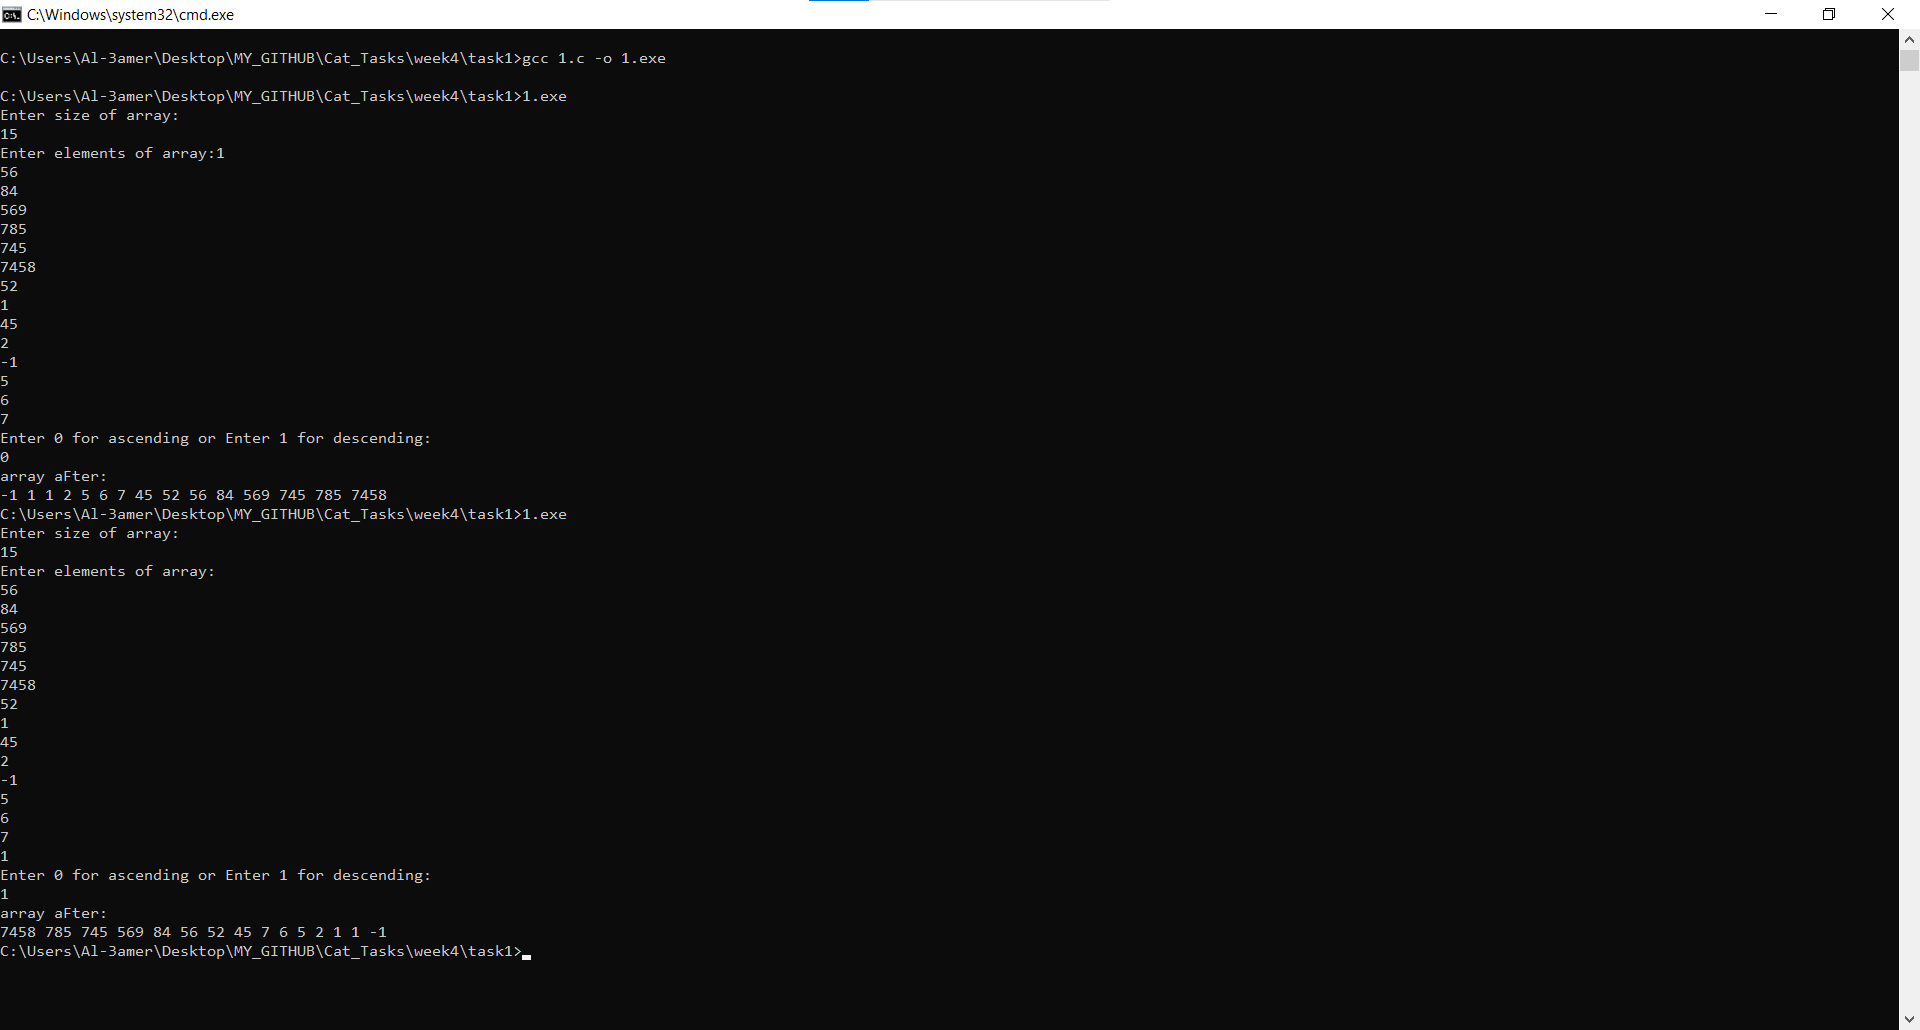 C:\Windows\system32\cmd.exe
C:\Users\Al-3amer\Desktop\MY_GITHUB\Cat_Tasks\week4\task1>gcc 1.c -o 1.exe
C:\Users\Al-3amer\Desktop\MY_GITHUB\Cat_Tasks\week4\task1>1.exe
Enter size of array:
15
Enter elements of array:1
56
84
569
785
745
7458
52
1
45
2
-1
5
6
7
Enter 0 for ascending or Enter 1 for descending:
0
array aFter:
-1 1 1 2 5 6 7 45 52 56 84 569 745 785 7458
C:\Users\Al-3amer\Desktop\MY_GITHUB\Cat_Tasks\week4\task1>1.exe
Enter size of array:
15
Enter elements of array:
56
84
569
785
745
7458
52
1
45
2
-1
5
6
7
1
Enter 0 for ascending or Enter 1 for descending:
1
array aFter:
7458 785 745 569 84 56 52 45 7 6 5 2 1 1 -1
C:\Users\Al-3amer\Desktop\MY_GITHUB\Cat_Tasks\week4\task1>